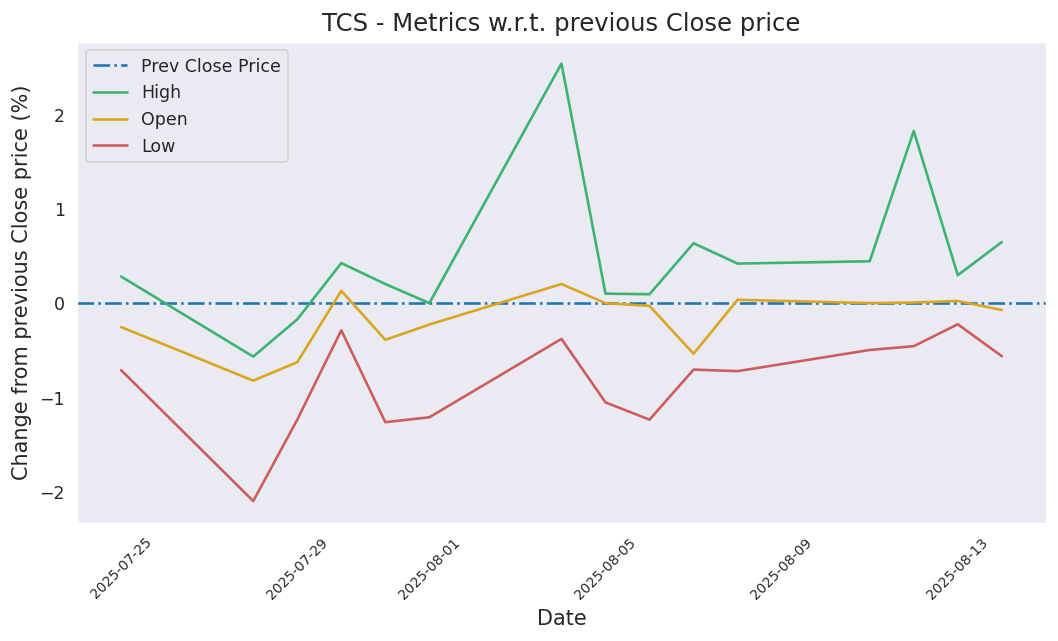 TCS - Metrics w.r.t. previous Close price
Prev Close Price
High
Open
Low
Change from previous Close price (%)
2
1
0
−1
−2
2025-07-25
2025-07-29
2025-08-01
2025-08-05
2025-08-09
2025-08-13
Date